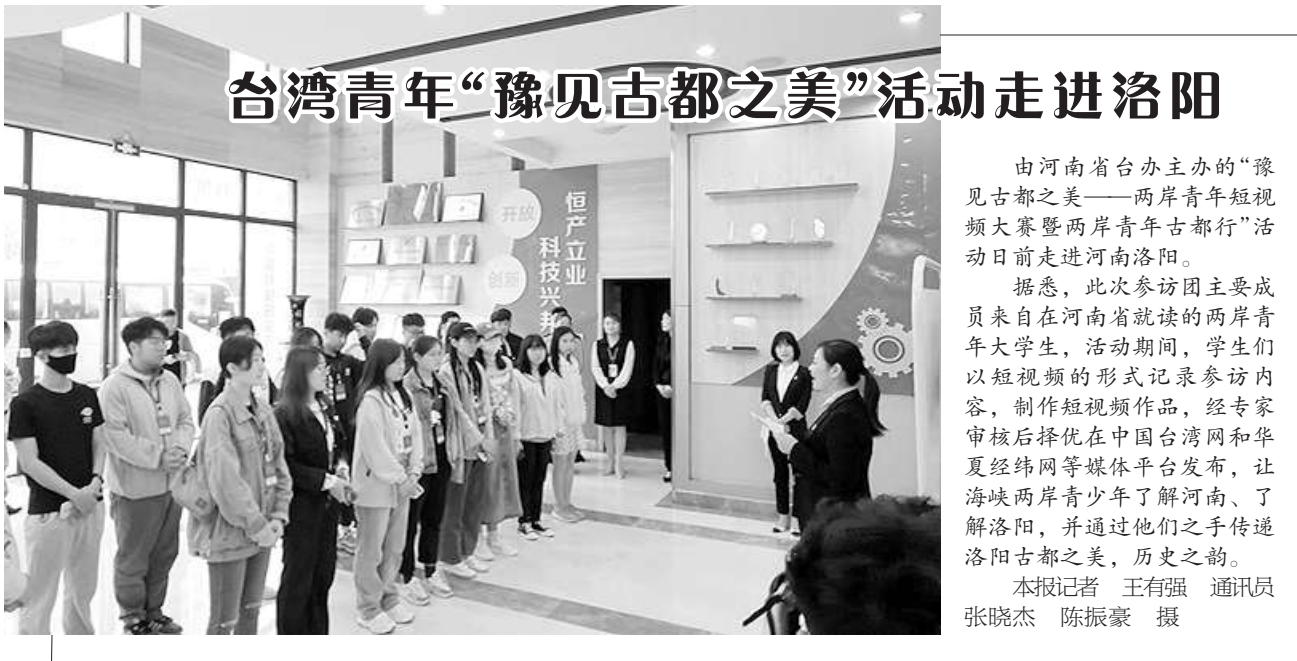 台湾青年“豫见古都之美”活动走进洛阳
开放
创新
恒产立业
科技兴邦
由河南省台办主办的“豫
见古都之美——两岸青年短视
频大赛暨两岸青年古都行”活
动日前走进河南洛阳。
据悉，此次参访团主要成
员来自在河南省就读的两岸青
年大学生，活动期间，学生们
以短视频的形式记录参访内
容，制作短视频作品，经专家
审核后择优在中国台湾网和华
夏经纬网等媒体平台发布，让
海峡两岸青少年了解河南、了
解洛阳，并通过他们之手传递
洛阳古都之美，历史之韵。
本报记者　王有强　通讯员
张晓杰　陈振豪　摄